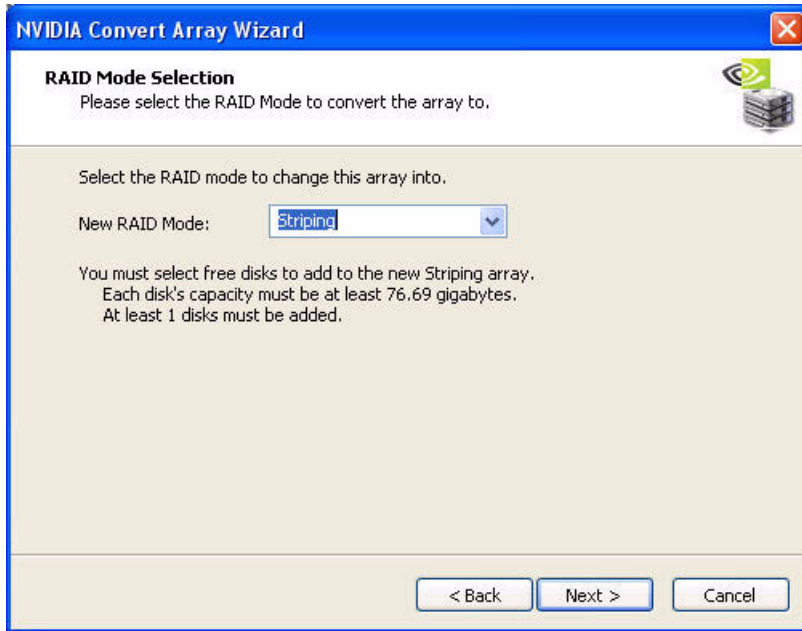 NVIDIA Convert Array Wizard
RAID Mode Selection
Please select the RAID Mode to convert the array to.
Select the RAID mode to change this array into.
New RAID Mode: Striping
You must select free disks to add to the new Striping array.
Each disk's capacity must be at least 76.69 gigabytes.
At least 1 disks must be added.
< Back Next > Cancel